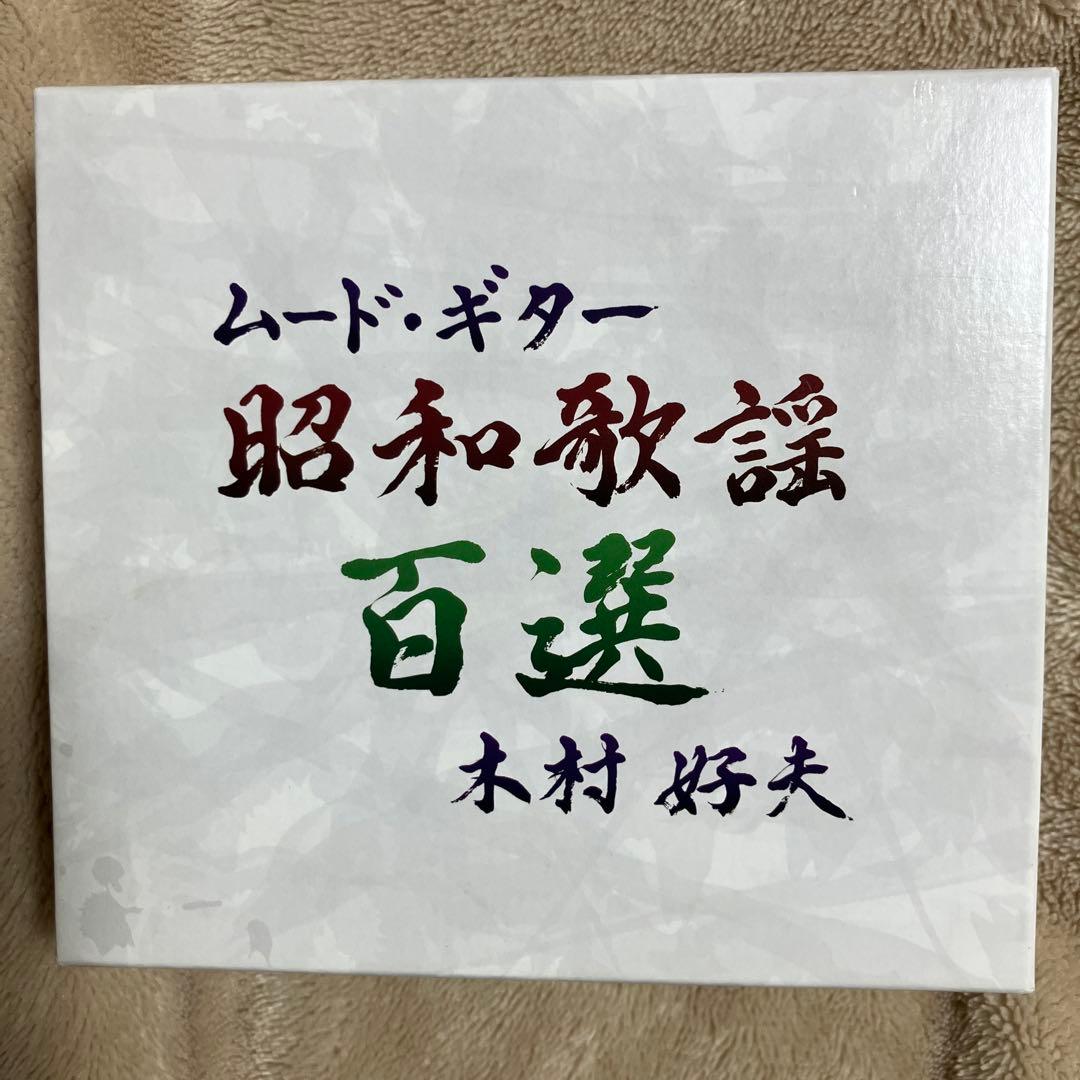 ムード・ギター
昭和歌謡
百選
木村 好夫